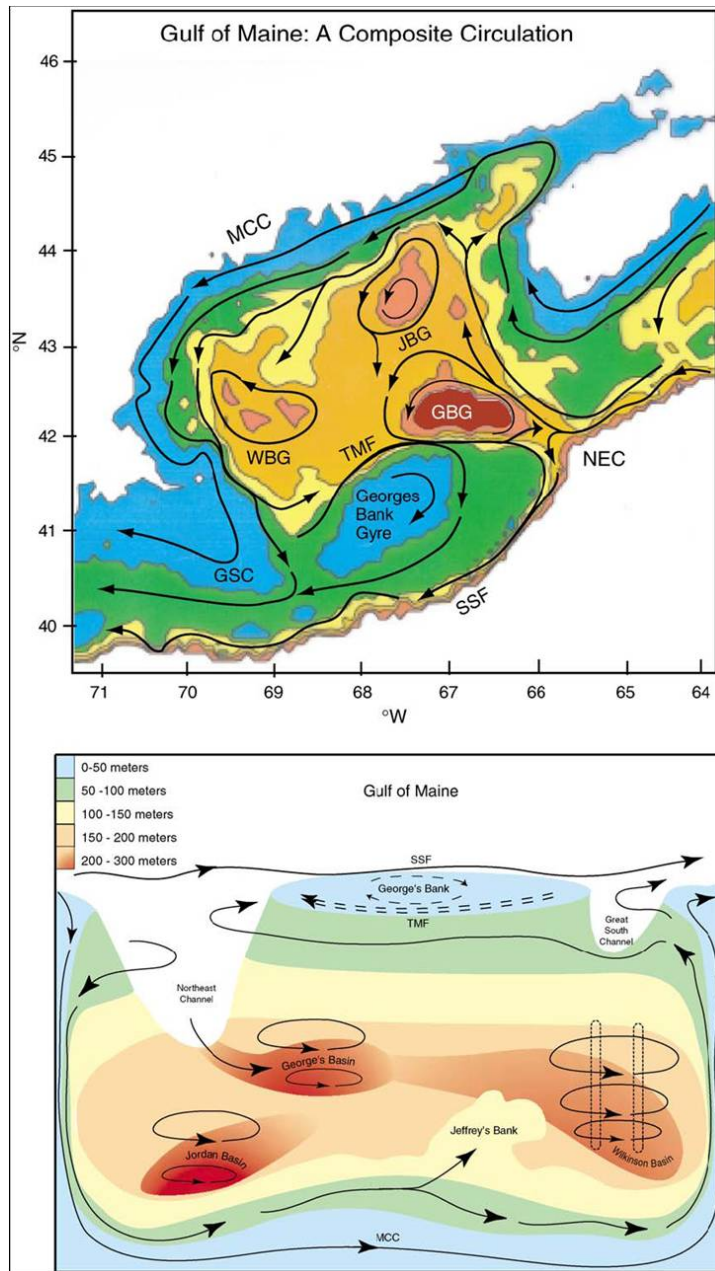 Gulf of Maine: A Composite Circulation
46
45
44
43
42
41
40
°N
MCC
JBG
GBG
WBG
TMF
NEC
Georges
Bank
Gyre
GSC
SSF
71
70
69
68
67
66
65
64
°W
0-50 meters
50 -100 meters
100 -150 meters
150 - 200 meters
200 - 300 meters
Gulf of Maine
SSF
George's Bank
TMF
Great
South
Channel
Northeast
Channel
George's Basin
Jeffrey's Bank
Jordan Basin
Wilkinson Basin
MCC